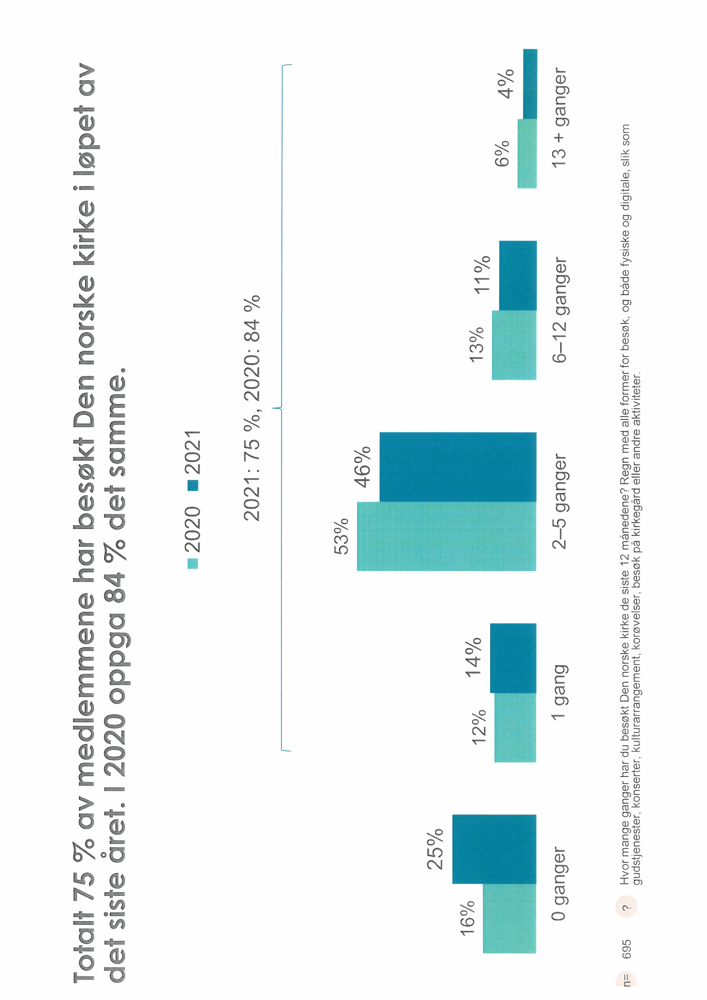 Totalt 75 % av medlemmene har besøkt Den norske kirke i løpet av
det siste året. I 2020 oppga 84 % det samme.
2020 2021
2021: 75 %, 2020: 84 %
16% 25% 12% 14% 53% 46% 13% 11% 6% 4%
0 ganger 1 gang 2–5 ganger 6–12 ganger 13 + ganger
n= 695 ? Hvor mange ganger har du besøkt Den norske kirke de siste 12 månedene? Regn med alle former for besøk, og både fysiske og digitale, slik som
gudstjenester, konserter, kulturarrangement, korøvelser, besøk på kirkegård eller andre aktiviteter.